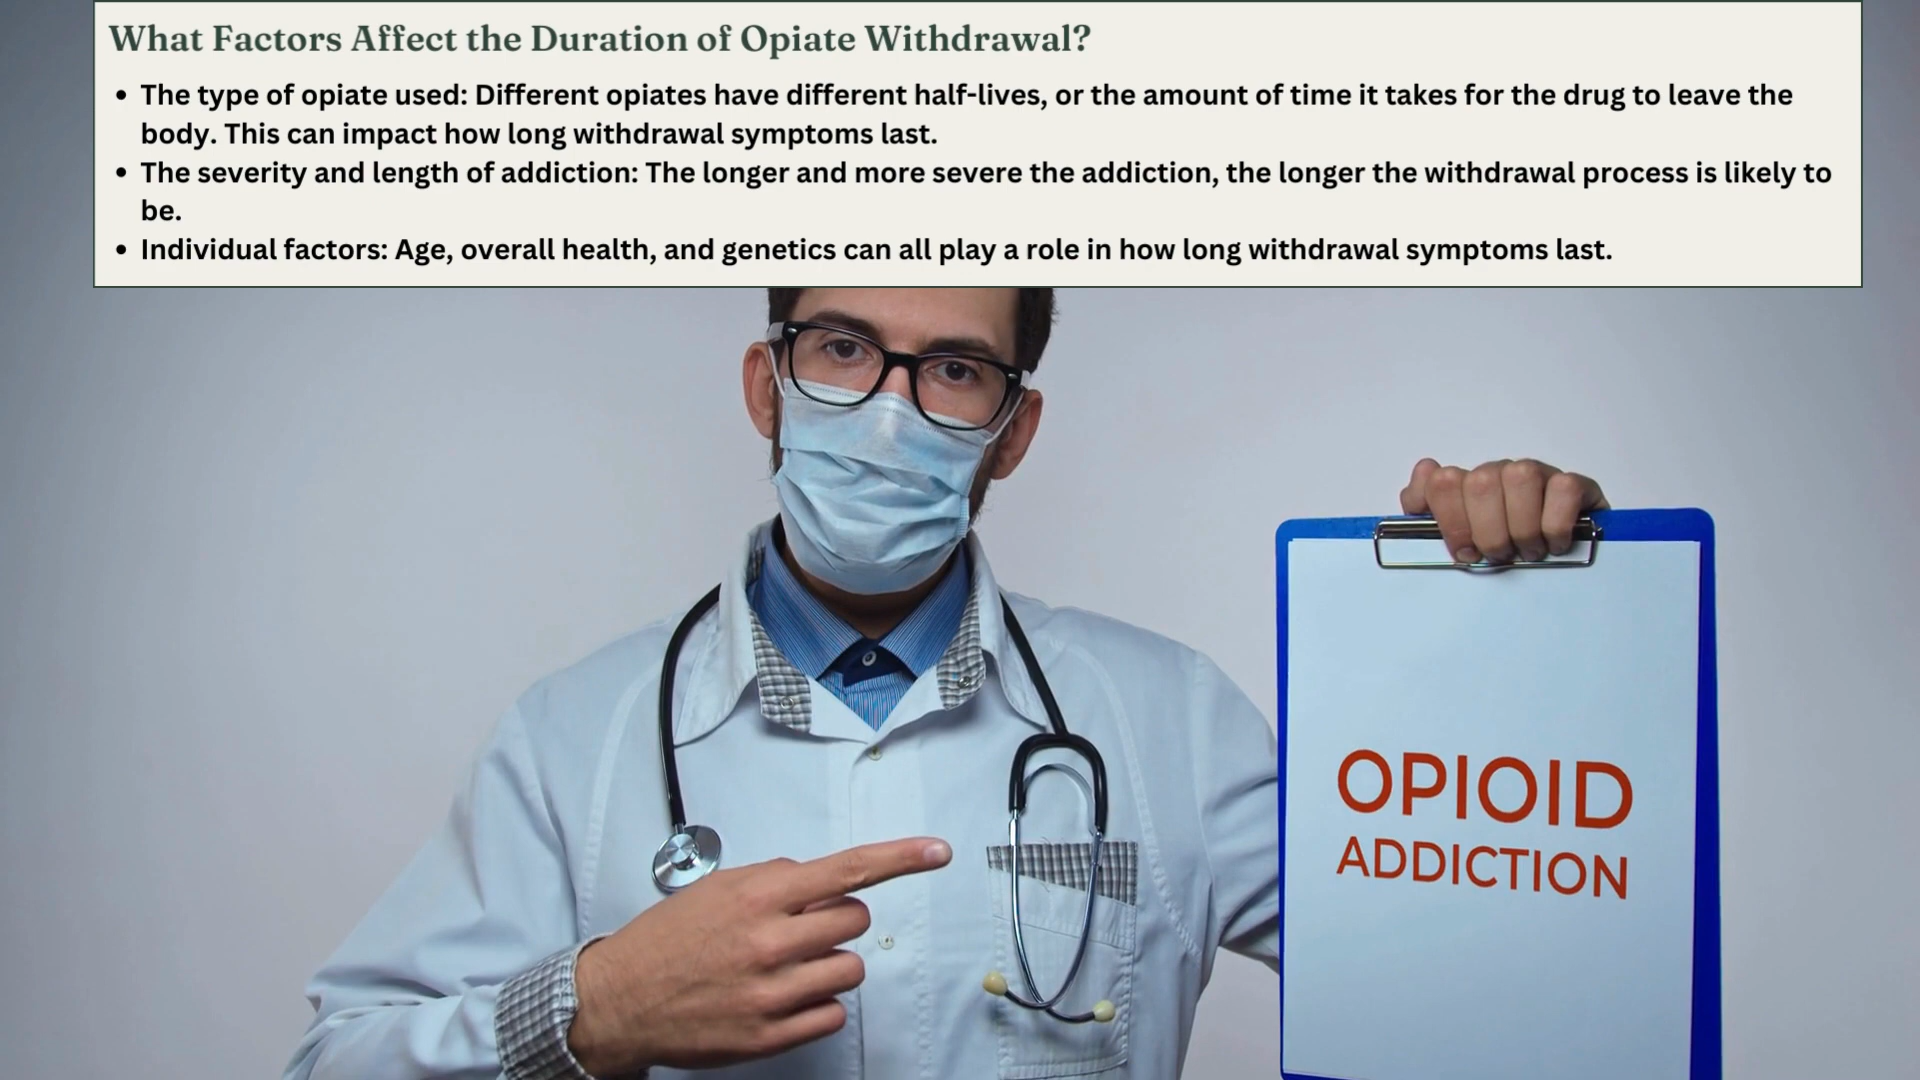 What Factors Affect the Duration of Opiate Withdrawal?
• The type of opiate used: Different opiates have different half-lives, or the amount of time it takes for the drug to leave the
body. This can impact how long withdrawal symptoms last.
• The severity and length of addiction: The longer and more severe the addiction, the longer the withdrawal process is likely to
be.
• Individual factors: Age, overall health, and genetics can all play a role in how long withdrawal symptoms last.
OPIOID
ADDICTION